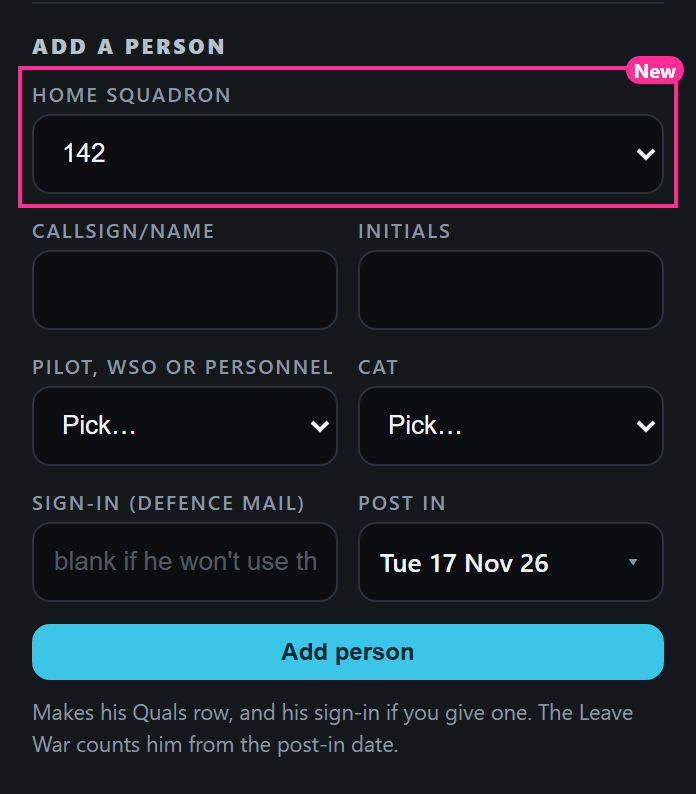 ADD A PERSON
New
HOME SQUADRON
142
CALLSIGN/NAME
INITIALS
PILOT, WSO OR PERSONNEL
CAT
Pick...
Pick...
SIGN-IN (DEFENCE MAIL)
POST IN
blank if he won't use th
Tue 17 Nov 26
Add person
Makes his Quals row, and his sign-in if you give one. The Leave
War counts him from the post-in date.